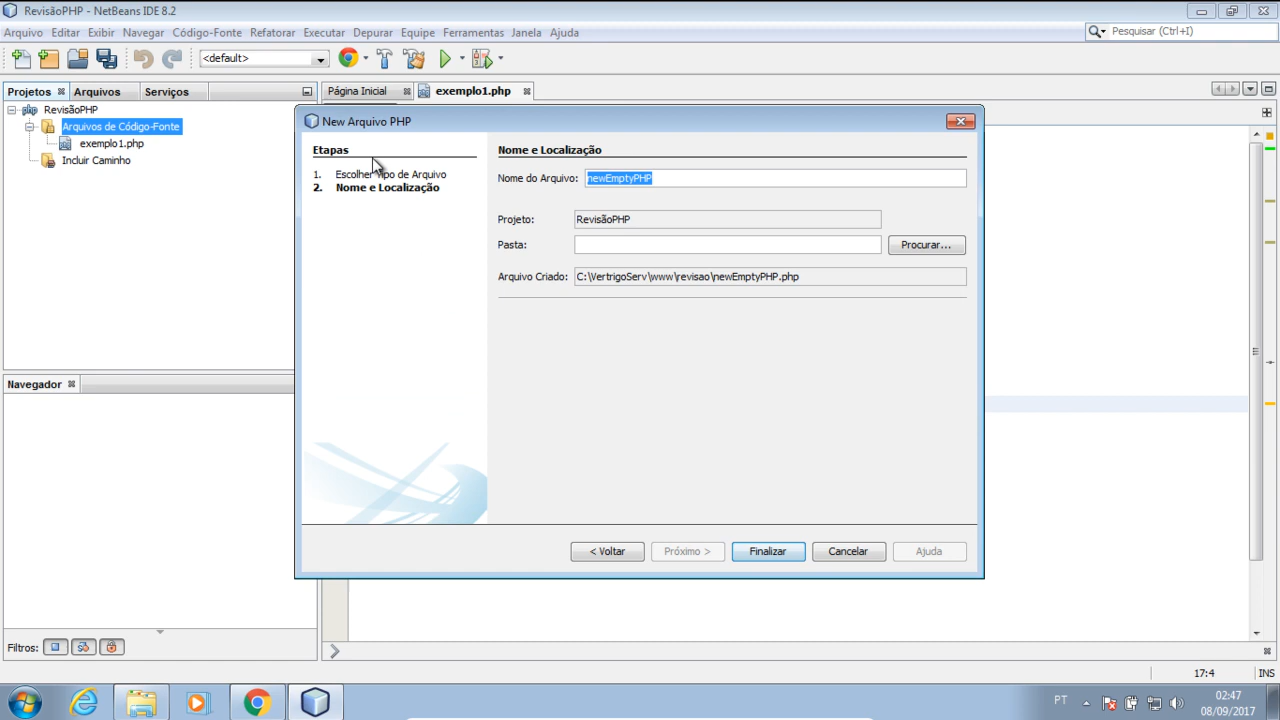 RevisãoPHP - NetBeans IDE 8.2
Arquivo Editar Exibir Navegar Código-Fonte Refatorar Executar Depurar Equipe Ferramentas Janela Ajuda
Pesquisar (Ctrl+I)
<default>
Projetos Arquivos Serviços
Página Inicial exemplo1.php
RevisãoPHP
Arquivos de Código-Fonte
exemplo1.php
Incluir Caminho
New Arquivo PHP
Etapas
1. Escolher Tipo de Arquivo
2. Nome e Localização
Nome e Localização
Nome do Arquivo: newEmptyPHP
Projeto: RevisãoPHP
Pasta: Procurar...
Arquivo Criado: C:\VertrigoServ\www\revisao\newEmptyPHP.php
< Voltar Próximo > Finalizar Cancelar Ajuda
Navegador
Filtros:
17:4 INS
PT
02:47
08/09/2017